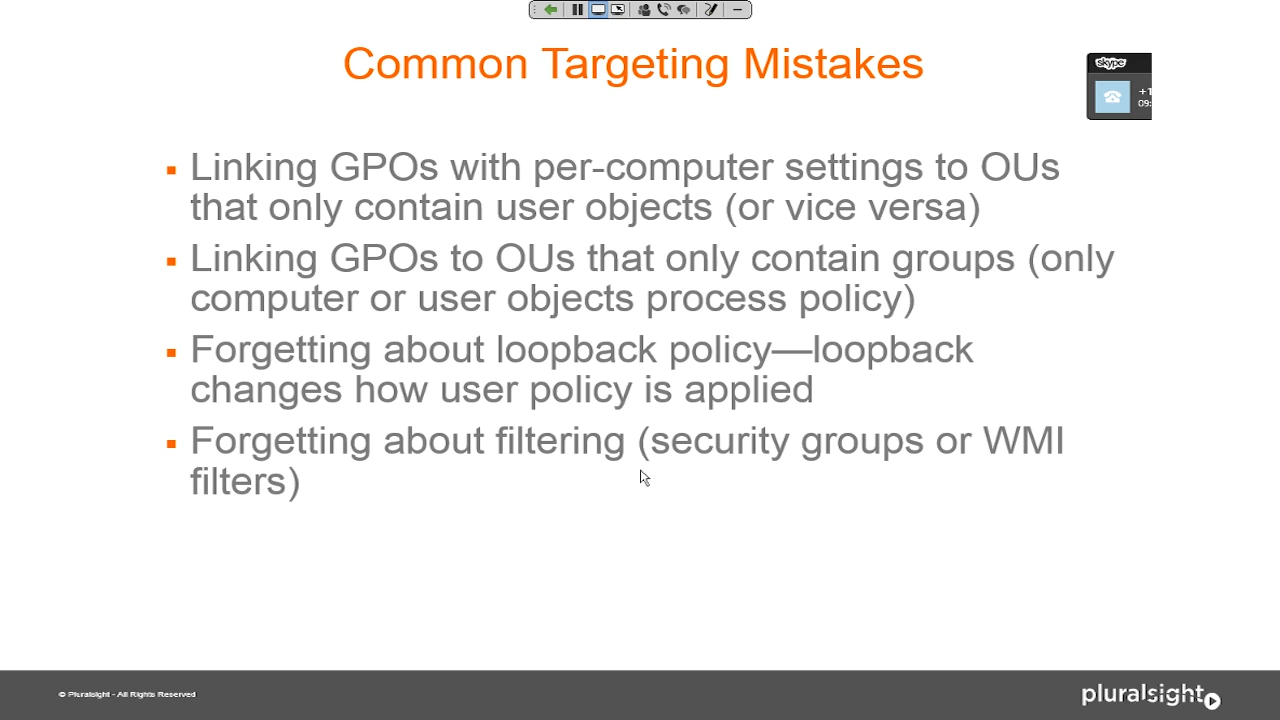 Common Targeting Mistakes
skype
+1
09:
Linking GPOs with per-computer settings to OUs
that only contain user objects (or vice versa)
Linking GPOs to OUs that only contain groups (only
computer or user objects process policy)
Forgetting about loopback policy—loopback
changes how user policy is applied
Forgetting about filtering (security groups or WMI
filters)
© Pluralsight - All Rights Reserved
pluralsight